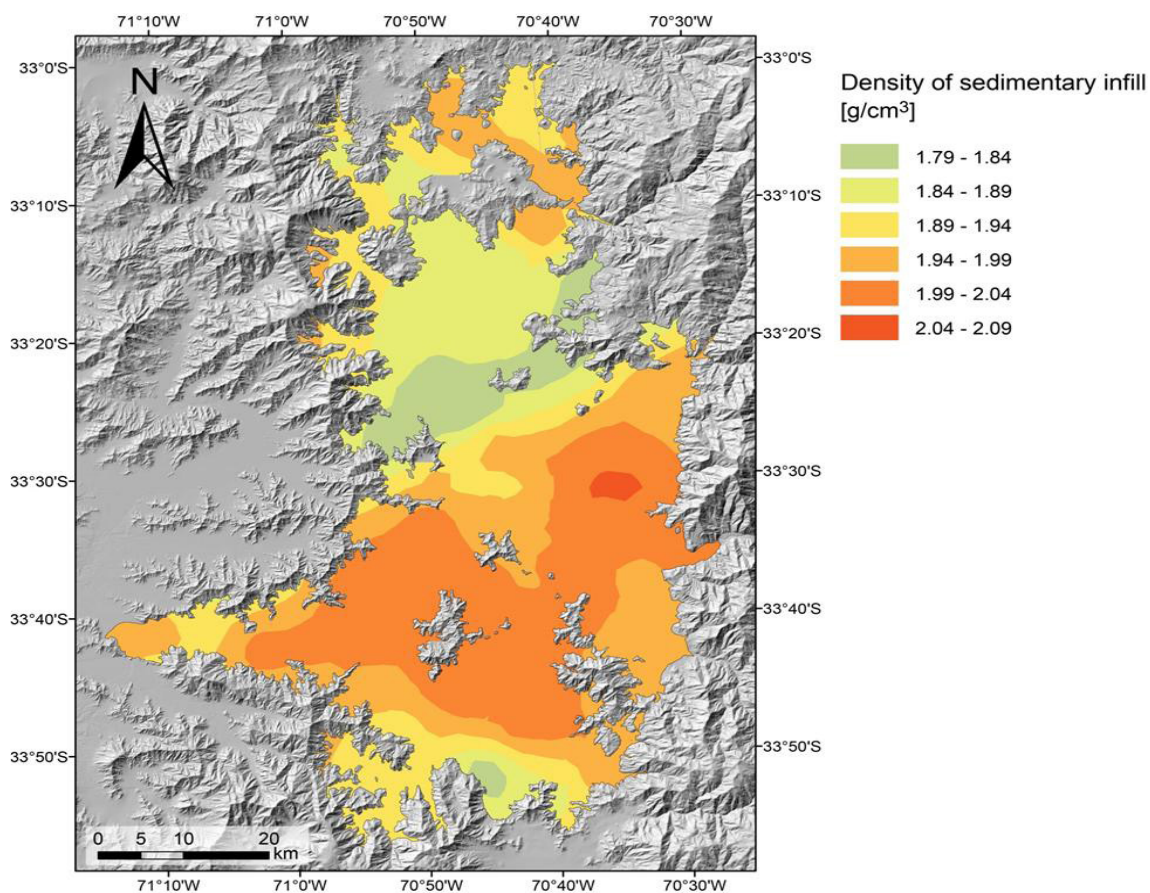 71°10'W 71°0'W 70°50'W 70°40'W 70°30'W
33°0'S 33°0'S
N
Density of sedimentary infill
[g/cm³]
1.79 - 1.84
1.84 - 1.89
33°10'S 33°10'S
1.89 - 1.94
1.94 - 1.99
1.99 - 2.04
2.04 - 2.09
33°20'S 33°20'S
33°30'S 33°30'S
33°40'S 33°40'S
33°50'S 33°50'S
0 5 10 20
km
71°10'W 71°0'W 70°50'W 70°40'W 70°30'W